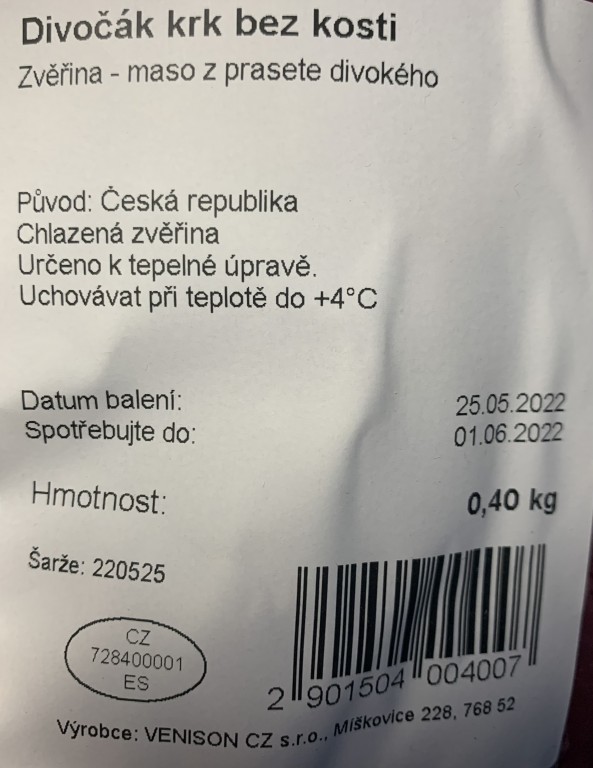 Divočák krk bez kosti
Zvěřina - maso z prasete divokého
Původ: Česká republika
Chlazená zvěřina
Určeno k tepelné úpravě.
Uchovávat při teplotě do +4°C
Datum balení: 25.05.2022
Spotřebujte do: 01.06.2022
Hmotnost: 0,40 kg
Šarže: 220525
CZ
728400001
ES
2 901504 004007
Výrobce: VENISON CZ s.r.o., Míškovice 228, 768 52